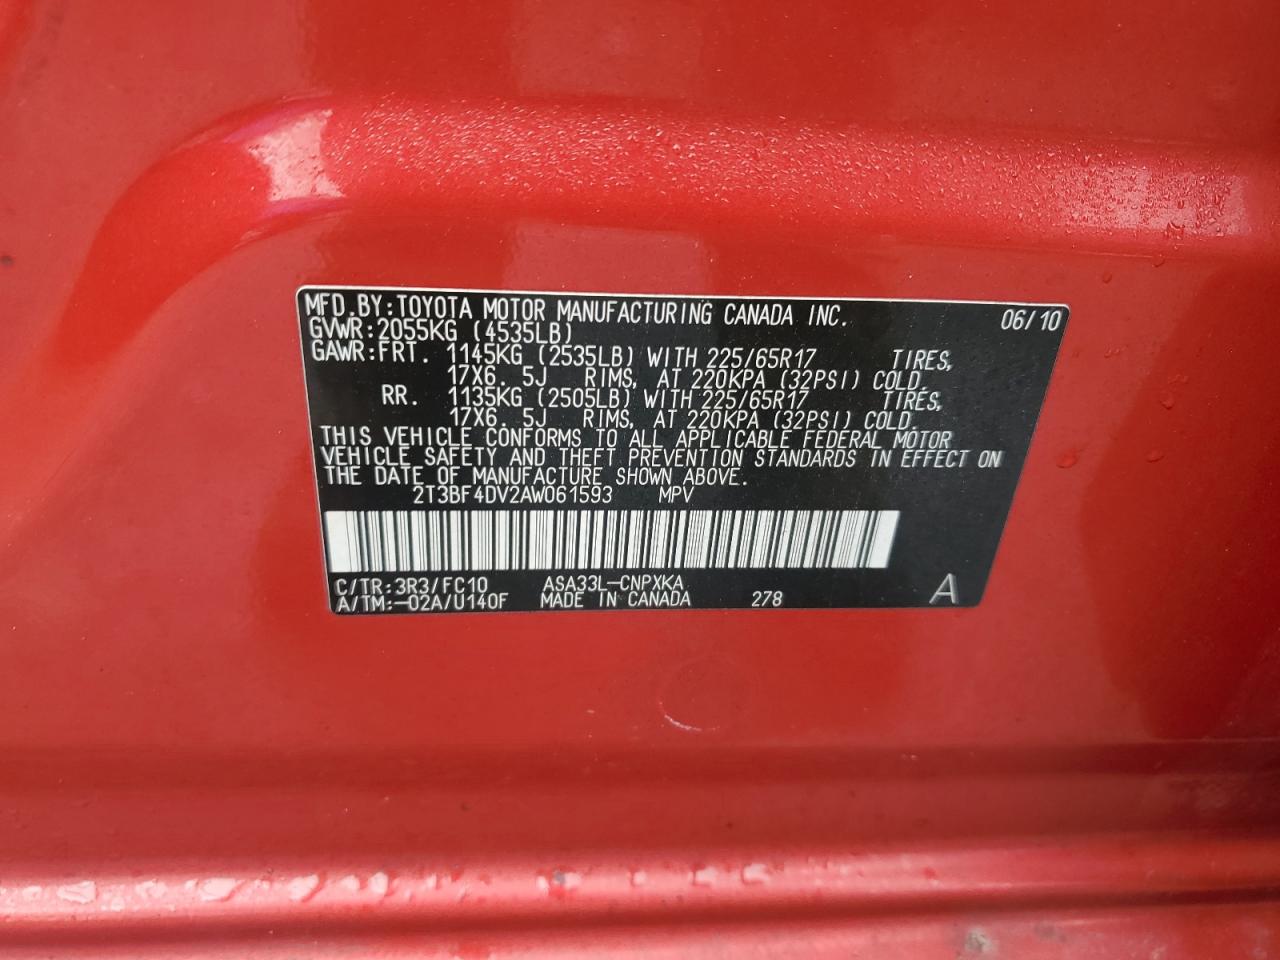 MFD.BY:TOYOTA MOTOR MANUFACTURING CANADA INC. 06/10
GVWR:2055KG (4535LB)
GAWR:FRT. 1145KG (2535LB) WITH 225/65R17 TIRES,
17X6. 5J RIMS, AT 220KPA (32PSI) COLD.
RR. 1135KG (2505LB) WITH 225/65R17 TIRES,
17X6. 5J RIMS, AT 220KPA (32PSI) COLD.
THIS VEHICLE CONFORMS TO ALL APPLICABLE FEDERAL MOTOR
VEHICLE SAFETY AND THEFT PREVENTION STANDARDS IN EFFECT ON
THE DATE OF MANUFACTURE SHOWN ABOVE.
2T3BF4DV2AW061593 MPV
C/TR:3R3/FC10 ASA33L-CNPXKA
A/TM:-02A/U140F MADE IN CANADA 278 A